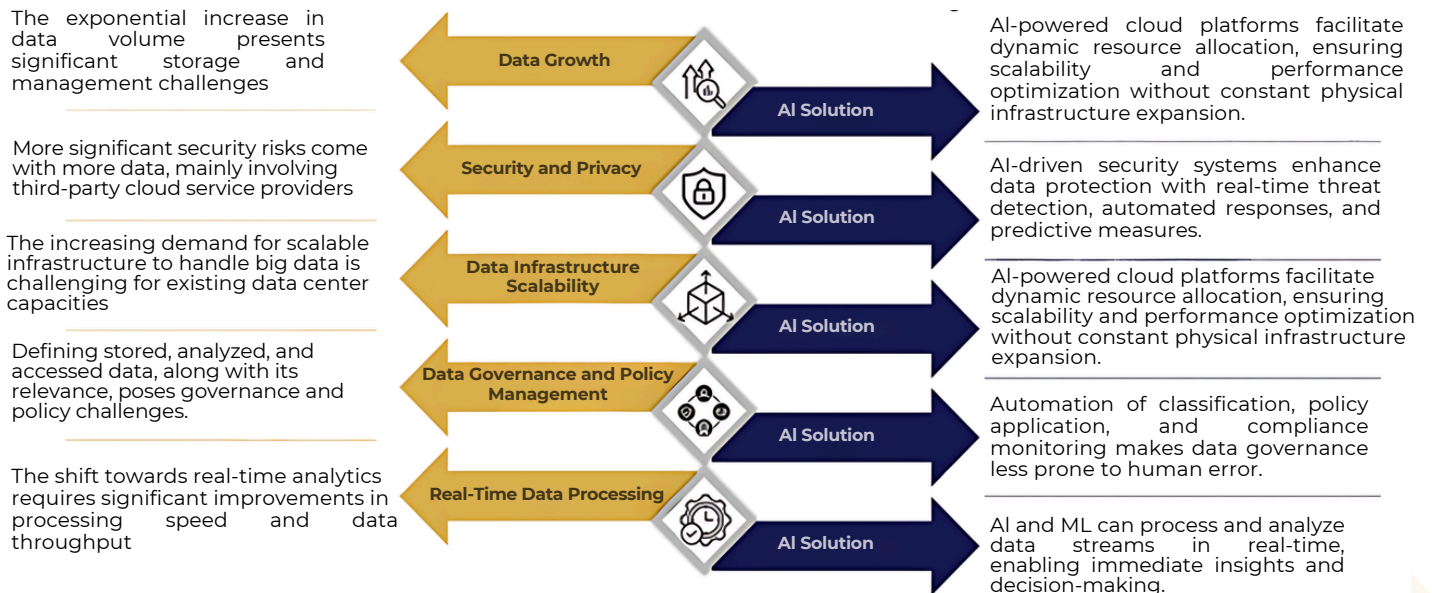 The exponential increase in
data volume presents
significant storage and
management challenges
Data Growth
AI Solution
AI-powered cloud platforms facilitate
dynamic resource allocation, ensuring
scalability and performance
optimization without constant physical
infrastructure expansion.
More significant security risks come
with more data, mainly involving
third-party cloud service providers
Security and Privacy
AI Solution
AI-driven security systems enhance
data protection with real-time threat
detection, automated responses, and
predictive measures.
The increasing demand for scalable
infrastructure to handle big data is
challenging for existing data center
capacities
Data Infrastructure
Scalability
AI Solution
AI-powered cloud platforms facilitate
dynamic resource allocation, ensuring
scalability and performance optimization
without constant physical infrastructure
expansion.
Defining stored, analyzed, and
accessed data, along with its
relevance, poses governance and
policy challenges.
Data Governance and Policy
Management
AI Solution
Automation of classification, policy
application, and compliance
monitoring makes data governance
less prone to human error.
The shift towards real-time analytics
requires significant improvements in
processing speed and data
throughput
Real-Time Data Processing
AI Solution
AI and ML can process and analyze
data streams in real-time,
enabling immediate insights and
decision-making.